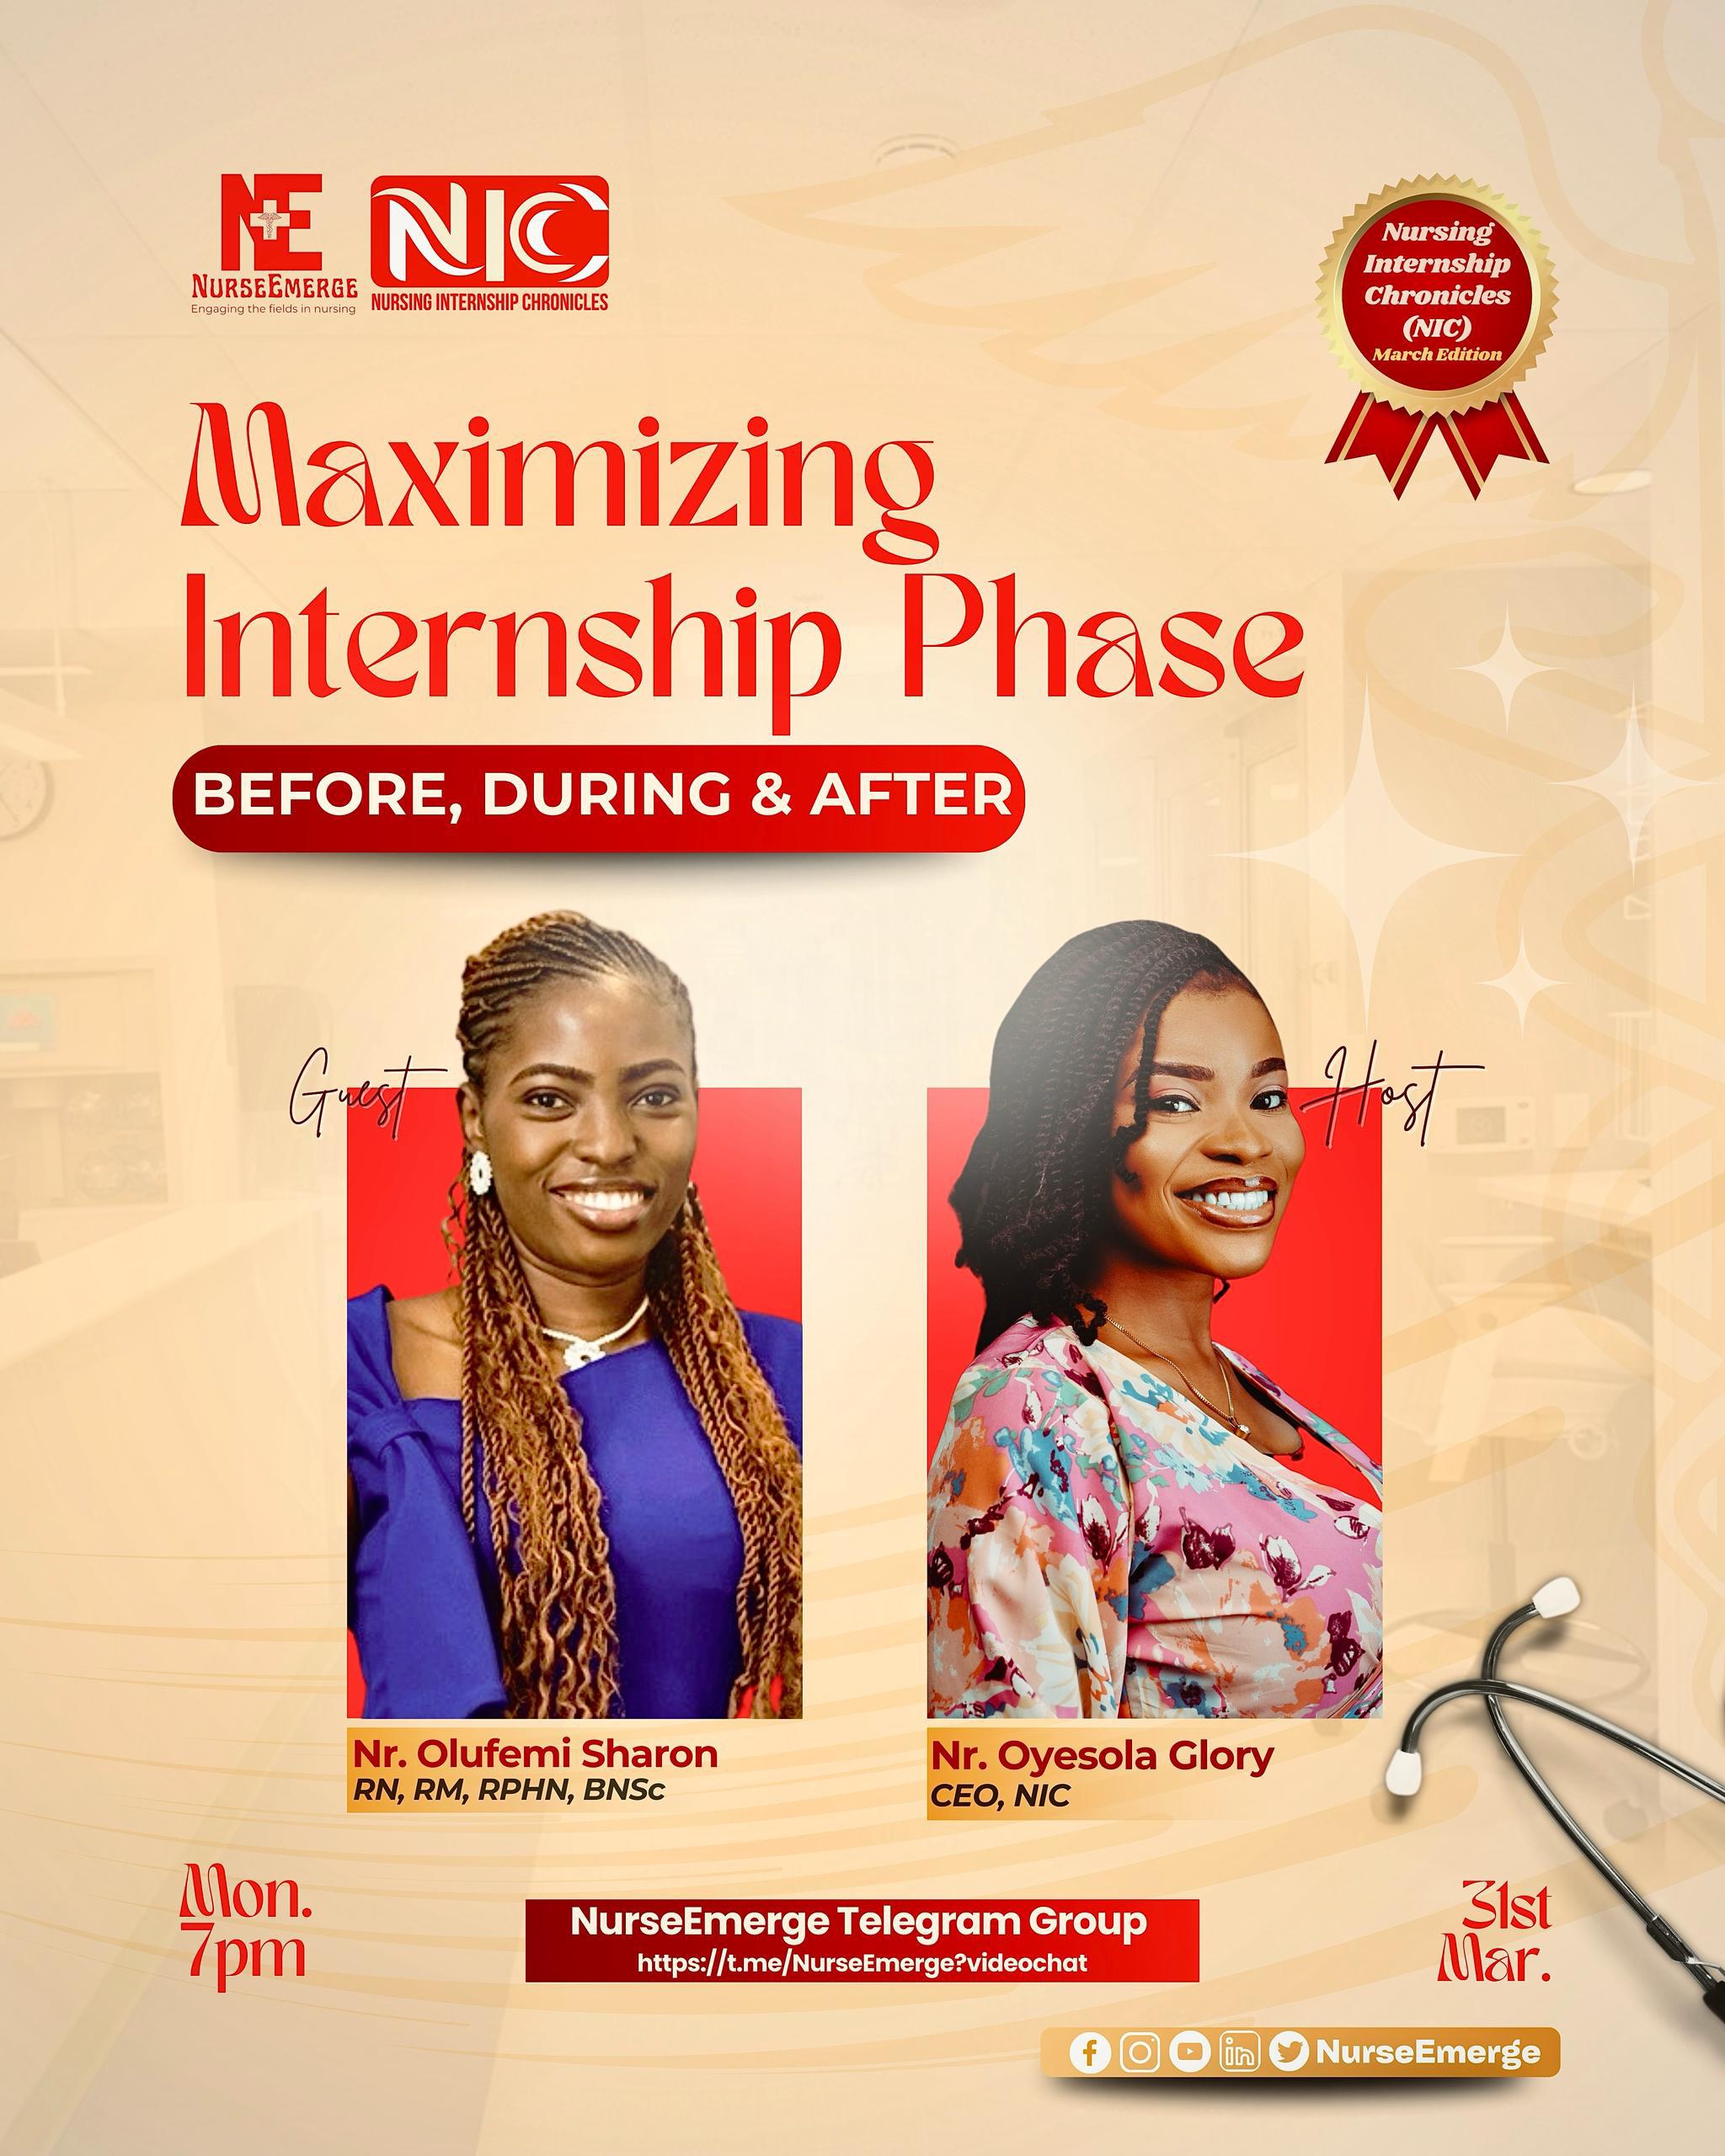 NE
NURSEEMERGE
Engaging the fields in nursing
NIC
NURSING INTERNSHIP CHRONICLES
Nursing
Internship
Chronicles
(NIC)
March Edition
Maximizing
Internship Phase
BEFORE, DURING & AFTER
Guest
Host
Nr. Olufemi Sharon
RN, RM, RPHN, BNSc
Nr. Oyesola Glory
CEO, NIC
Mon.
7pm
NurseEmerge Telegram Group
https://t.me/NurseEmerge?videochat
31st
Mar.
NurseEmerge